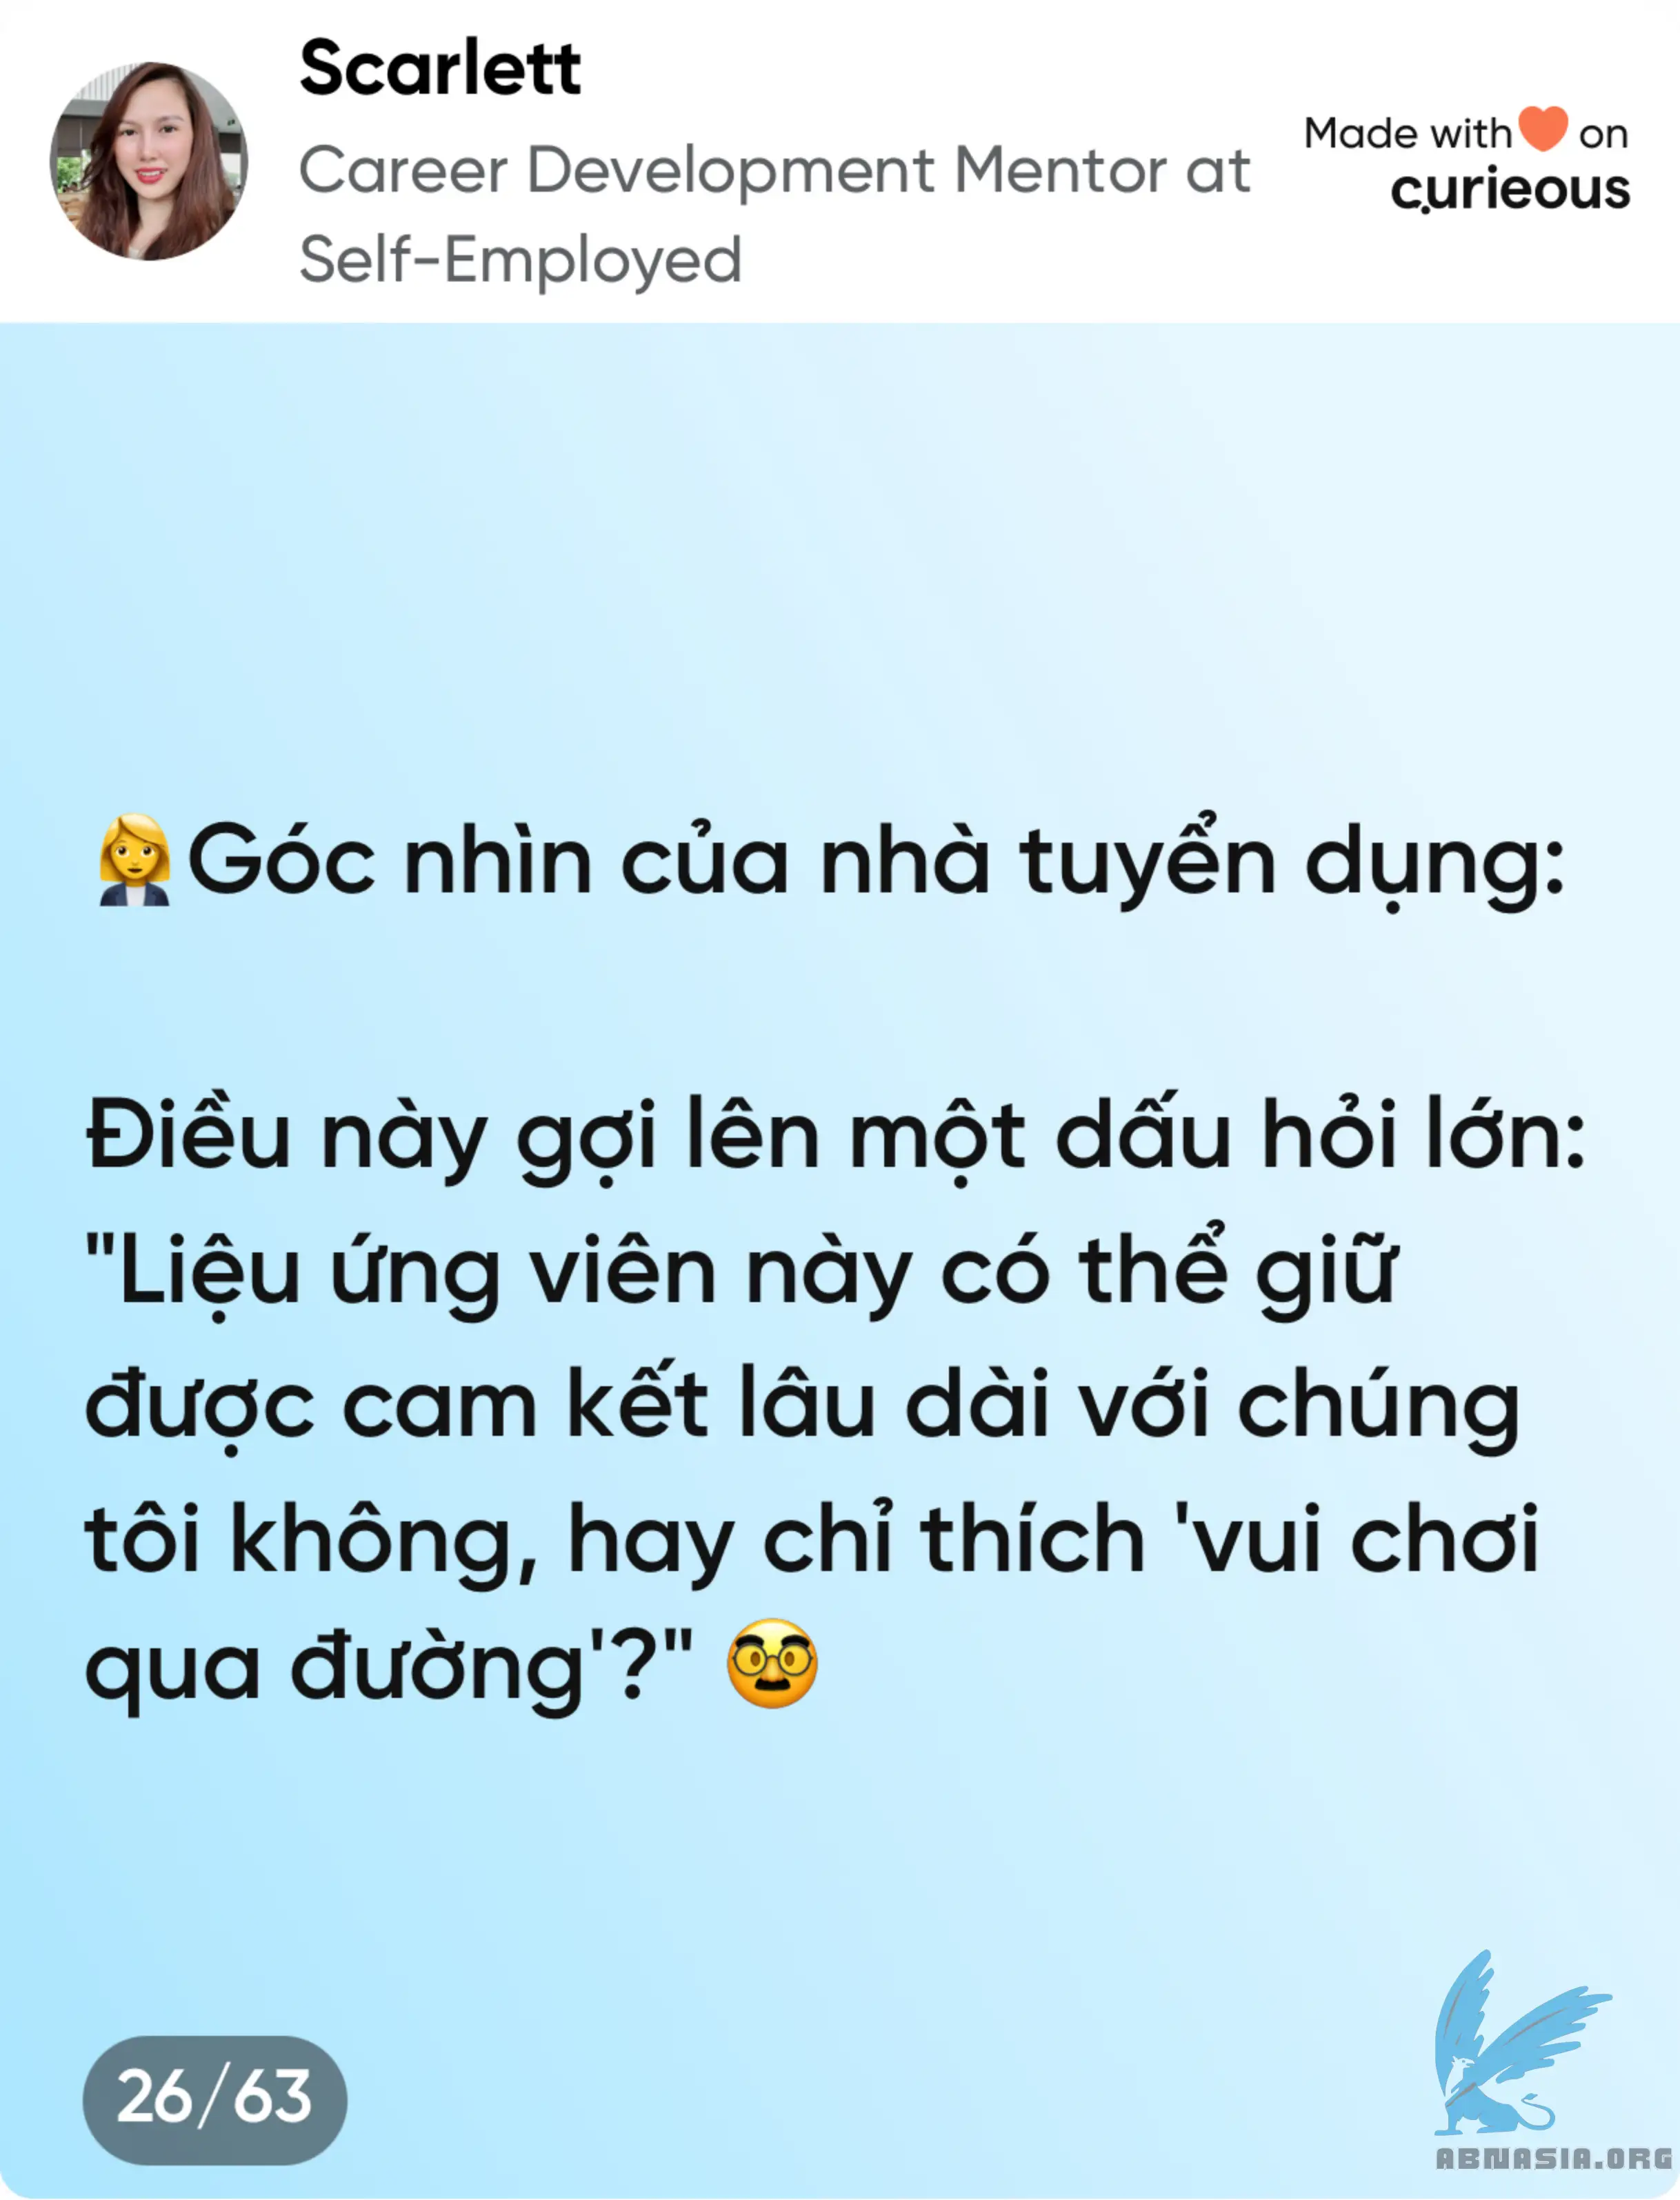 Scarlett
Career Development Mentor at
Self-Employed
Made with🧡on
curieous
👩‍💼Góc nhìn của nhà tuyển dụng:
Điều này gợi lên một dấu hỏi lớn:
"Liệu ứng viên này có thể giữ
được cam kết lâu dài với chúng
tôi không, hay chỉ thích 'vui chơi
qua đường'?" 🥸
26/63
ABNASIA.ORG